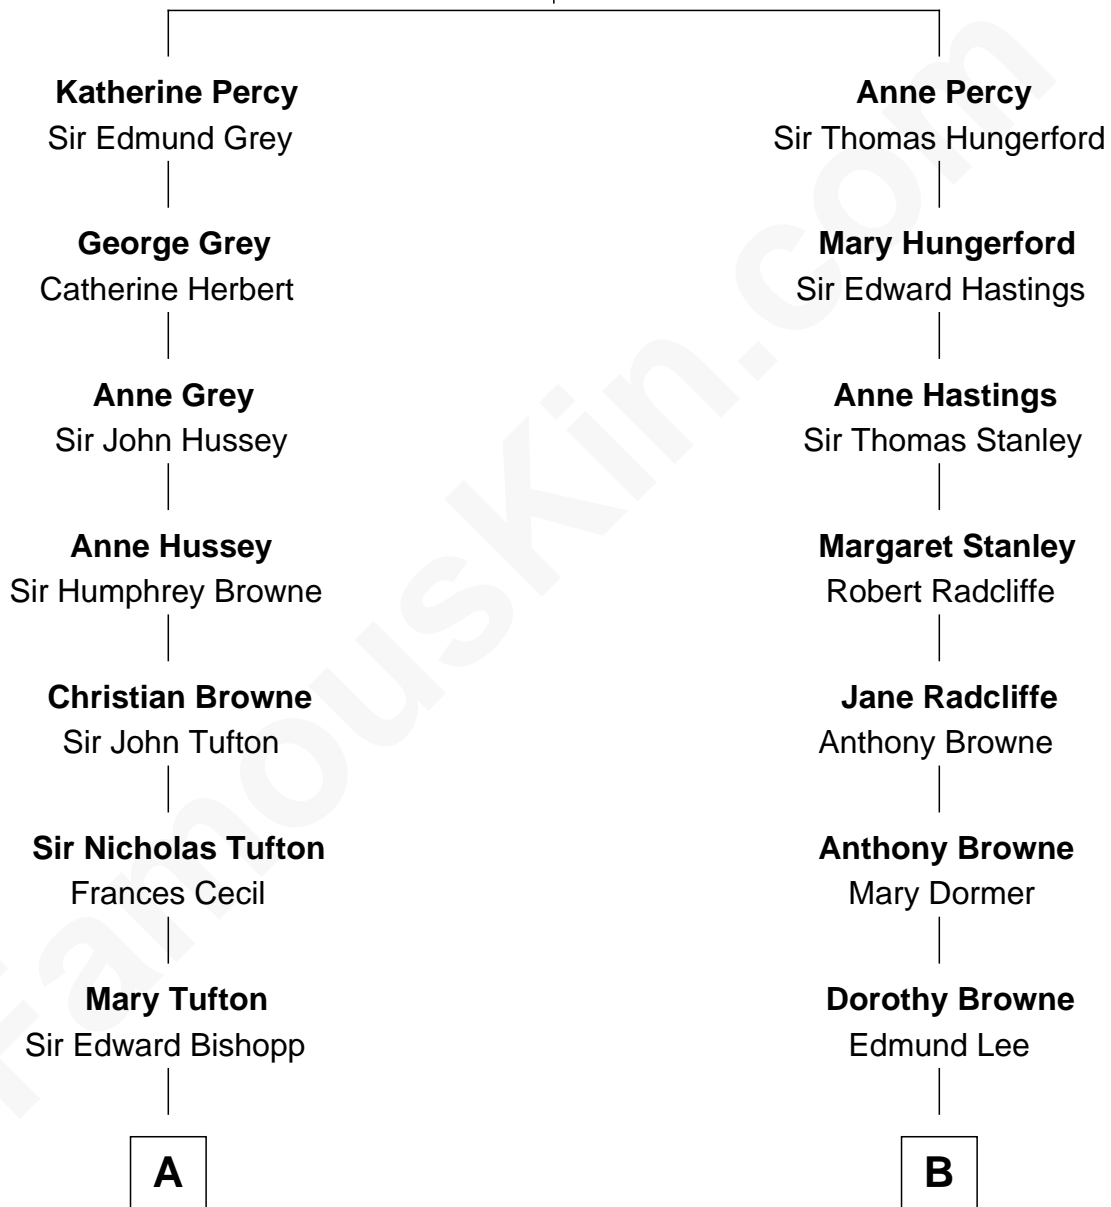 Katherine Percy
Sir Edmund Grey
George Grey
Catherine Herbert
Anne Grey
Sir John Hussey
Anne Hussey
Sir Humphrey Browne
Christian Browne
Sir John Tufton
Sir Nicholas Tufton
Frances Cecil
Mary Tufton
Sir Edward Bishopp
A
Anne Percy
Sir Thomas Hungerford
Mary Hungerford
Sir Edward Hastings
Anne Hastings
Sir Thomas Stanley
Margaret Stanley
Robert Radcliffe
Jane Radcliffe
Anthony Browne
Anthony Browne
Mary Dormer
Dorothy Browne
Edmund Lee
B
FamousKin.com